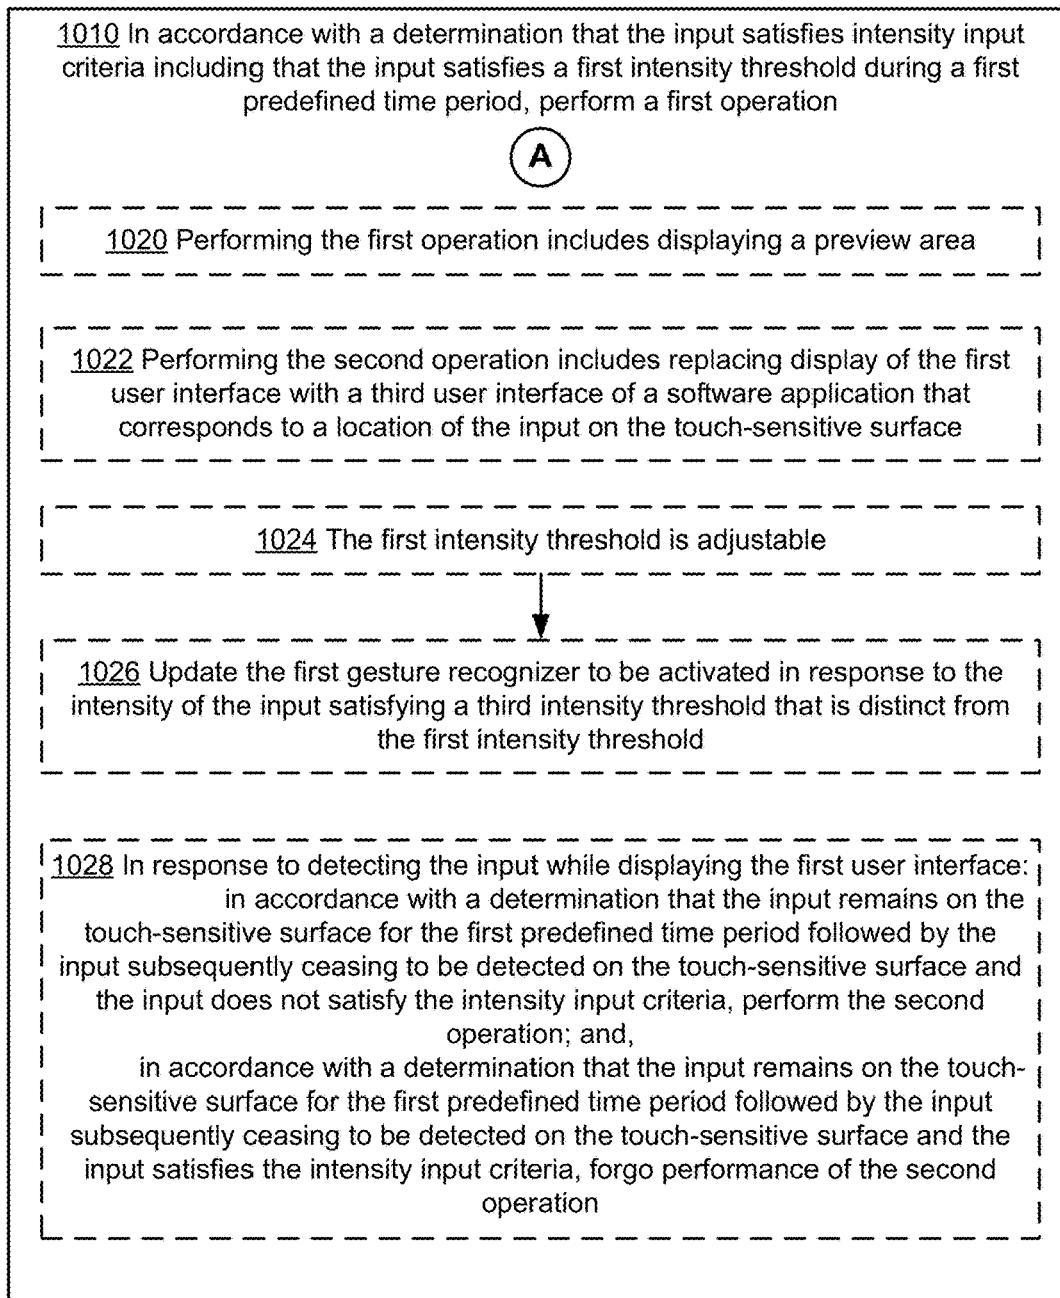 1010 In accordance with a determination that the input satisfies intensity input
criteria including that the input satisfies a first intensity threshold during a first
predefined time period, perform a first operation
A
1020 Performing the first operation includes displaying a preview area
1022 Performing the second operation includes replacing display of the first
user interface with a third user interface of a software application that
corresponds to a location of the input on the touch-sensitive surface
1024 The first intensity threshold is adjustable
1026 Update the first gesture recognizer to be activated in response to the
intensity of the input satisfying a third intensity threshold that is distinct from
the first intensity threshold
1028 In response to detecting the input while displaying the first user interface:
in accordance with a determination that the input remains on the
touch-sensitive surface for the first predefined time period followed by the
input subsequently ceasing to be detected on the touch-sensitive surface and
the input does not satisfy the intensity input criteria, perform the second
operation; and,
in accordance with a determination that the input remains on the touch-
sensitive surface for the first predefined time period followed by the input
subsequently ceasing to be detected on the touch-sensitive surface and the
input satisfies the intensity input criteria, forgo performance of the second
operation